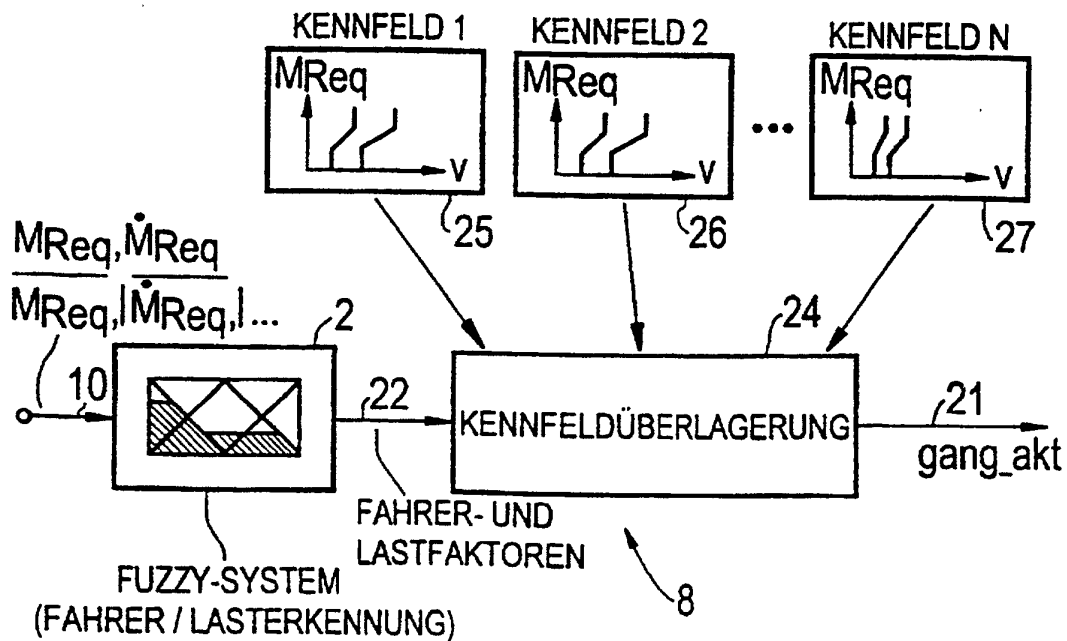 KENNFELD 1
KENNFELD 2
KENNFELD N
MReq
MReq
•••
MReq
V
V
V
25
26
27
MReq, ṀReq
MReq, |ṀReq,| ...
2
24
10
22
KENNFELDÜBERLAGERUNG
21
gang_akt
FAHRER- UND
LASTFAKTOREN
8
FUZZY-SYSTEM
(FAHRER / LASTERKENNUNG)